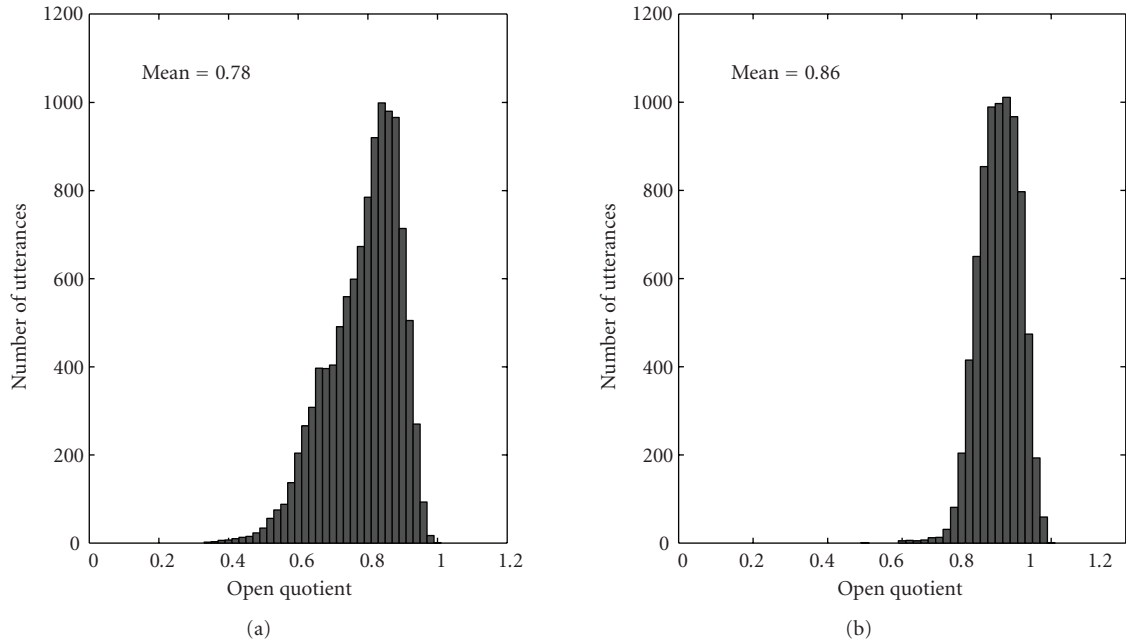 1200
1000
800
600
400
200
0
Number of utterances
Mean = 0.78
0 0.2 0.4 0.6 0.8 1 1.2
Open quotient
(a)
1200
1000
800
600
400
200
0
Number of utterances
Mean = 0.86
0 0.2 0.4 0.6 0.8 1 1.2
Open quotient
(b)